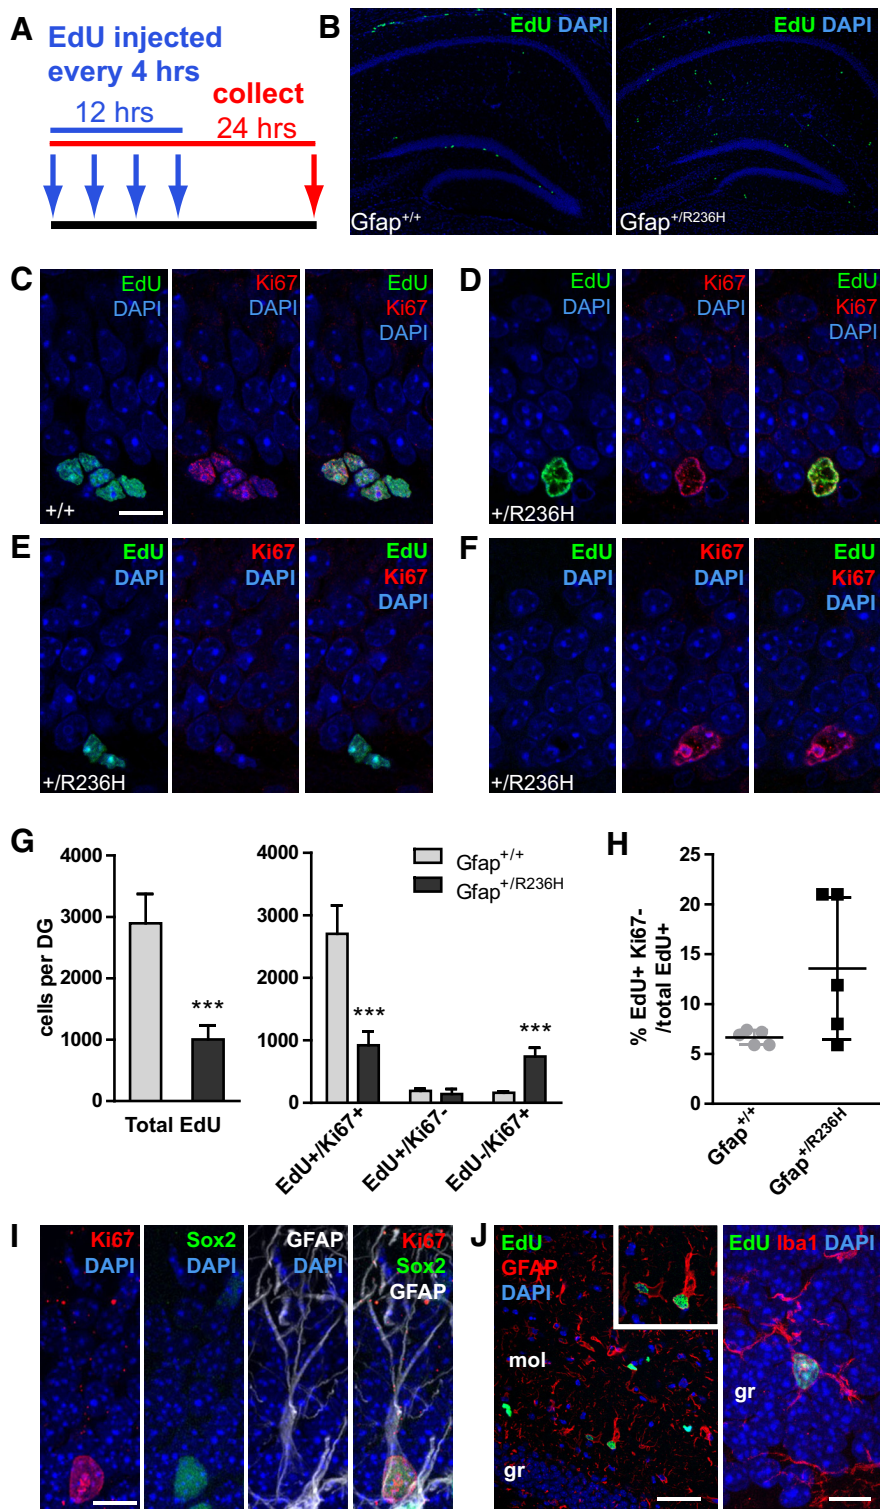 A
EdU injected
every 4 hrs
12 hrs
collect
24 hrs
B
EdU DAPI
Gfap+/+
EdU DAPI
Gfap+/R236H
C
EdU
DAPI
+/+
Ki67
DAPI
EdU
Ki67
DAPI
D
EdU
DAPI
+/R236H
Ki67
DAPI
EdU
Ki67
DAPI
E
EdU
DAPI
+/R236H
Ki67
DAPI
EdU
Ki67
DAPI
F
EdU
DAPI
+/R236H
Ki67
DAPI
EdU
Ki67
DAPI
G
cells per DG
4000
3000
2000
1000
0
***
Total EdU
4000
3000
2000
1000
0
Gfap+/+
Gfap+/R236H
***
***
EdU+/Ki67+
EdU+/Ki67-
EdU-/Ki67+
H
% EdU+ Ki67-
/total EdU+
25
20
15
10
5
0
Gfap+/+
Gfap+/R236H
I
Ki67
DAPI
Sox2
DAPI
GFAP
DAPI
Ki67
Sox2
GFAP
J
EdU
GFAP
DAPI
mol
gr
EdU Iba1 DAPI
gr